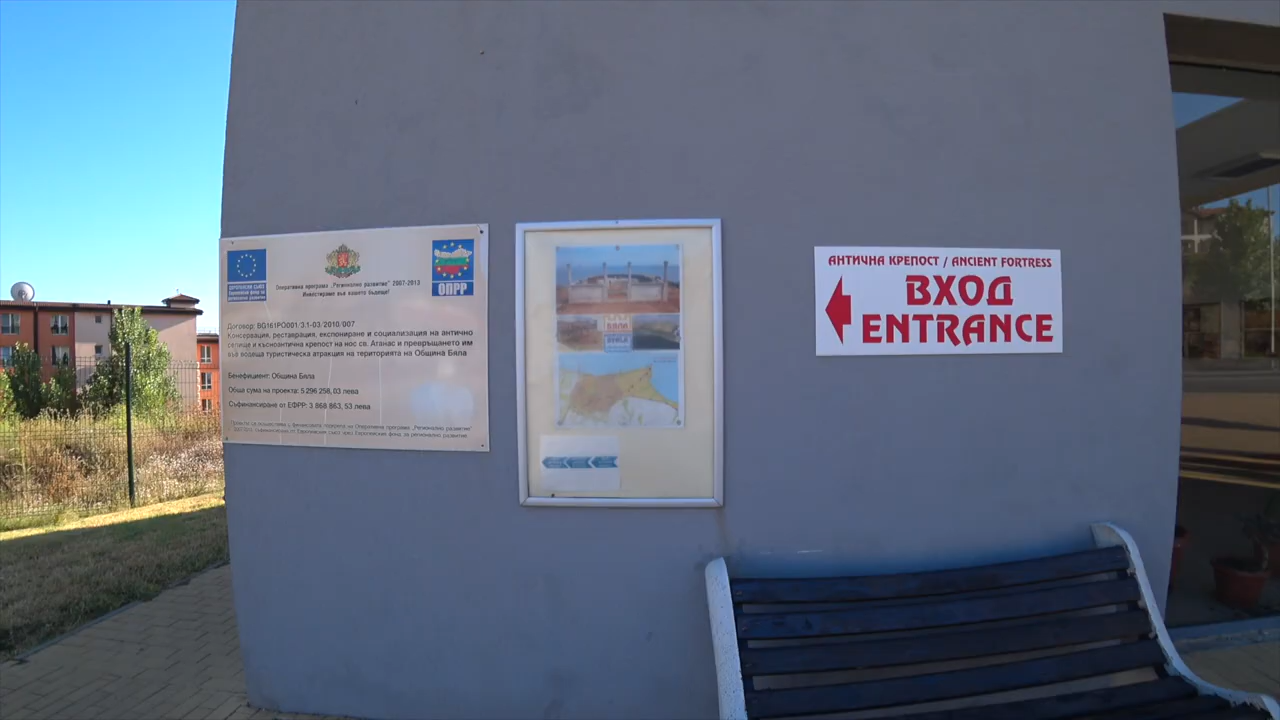 ЕВРОПЕЙСКИ СЪЮЗ
Оперативна програма „Регионално развитие" 2007-2013
Инвестираме във вашето бъдеще!
ОПРР
Договор: BG161PO001/3.1-03/2010/007
Консервация, реставрация, експониране и социализация на антично
селище и късноантична крепост на нос св. Атанас и превръщането им
във водеща туристическа атракция на територията на Община Бяла
Бенефициент: Община Бяла
Обща сума на проекта: 5 296 258, 03 лева
Съфинансиране от ЕФРР: 3 868 863, 53 лева
БЯЛА
АНТИЧНА КРЕПОСТ / ANCIENT FORTRESS
ВХОД
ENTRANCE